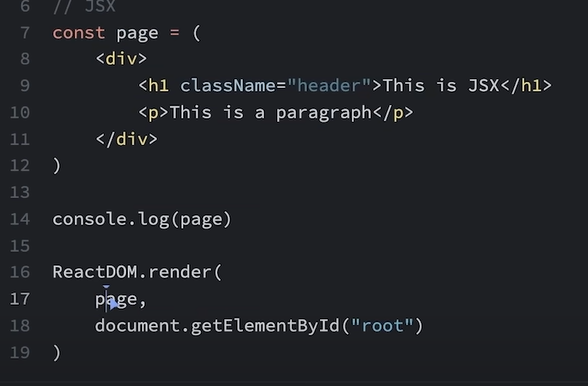 6 // JSX
7 const page = (
8 <div>
9 <h1 className="header">This is JSX</h1>
10 <p>This is a paragraph</p>
11 </div>
12 )
13
14 console.log(page)
15
16 ReactDOM.render(
17 page,
18 document.getElementById("root")
19 )